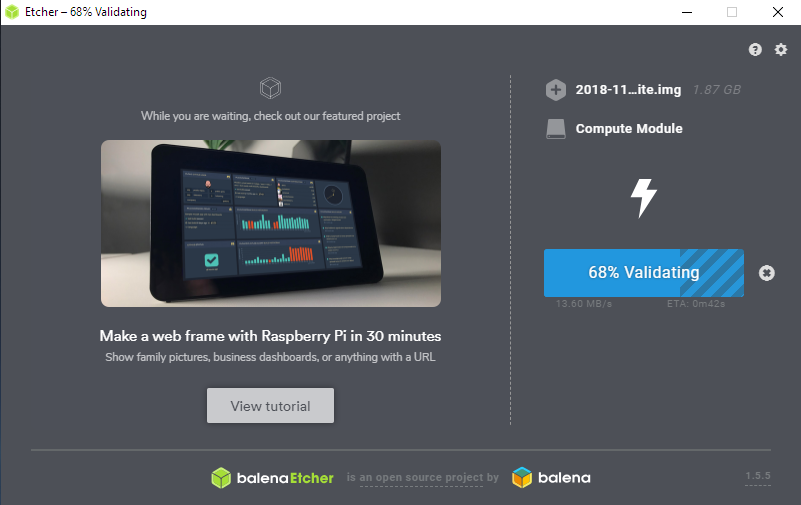 Etcher – 68% Validating
While you are waiting, check out our featured project
Make a web frame with Raspberry Pi in 30 minutes
Show family pictures, business dashboards, or anything with a URL
View tutorial
2018-11...ite.img 1.87 GB
Compute Module
68% Validating
13.60 MB/s ETA: 0m42s
balenaEtcher is an open source project by balena
1.5.5